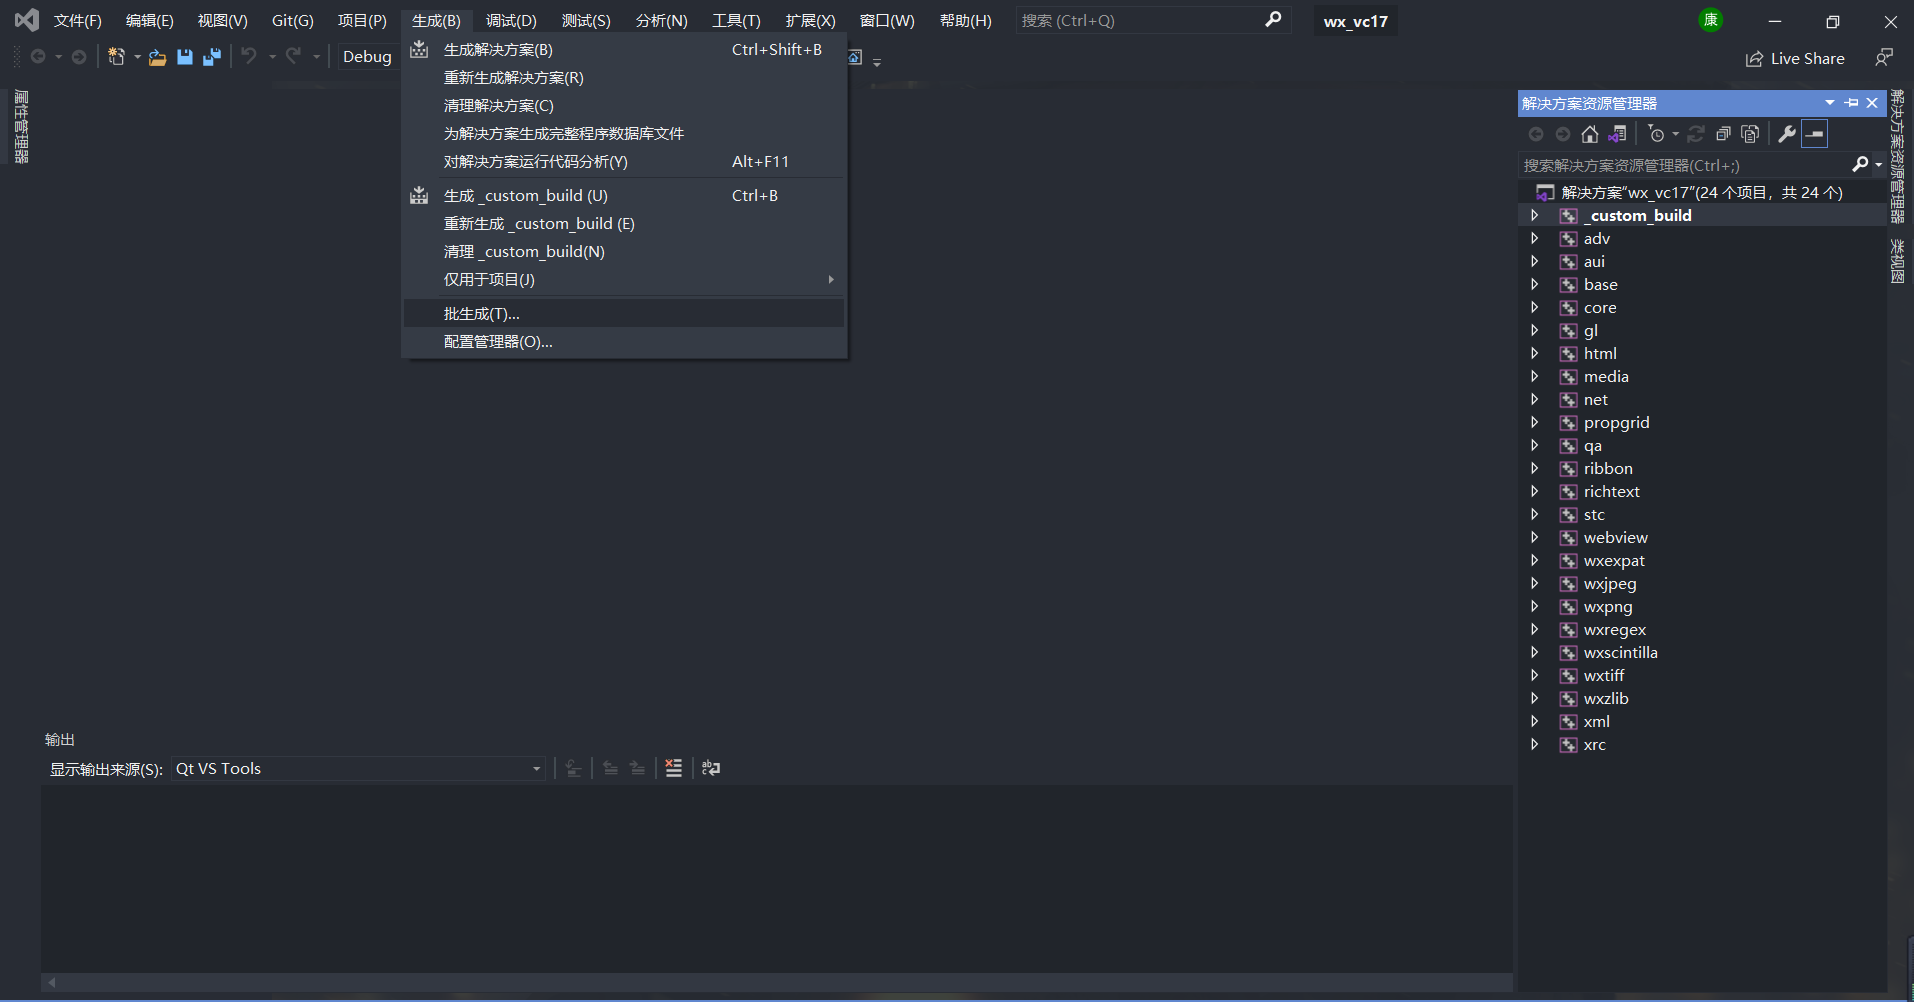 文件(F) 编辑(E) 视图(V) Git(G) 项目(P) 生成(B) 调试(D) 测试(S) 分析(N) 工具(T) 扩展(X) 窗口(W) 帮助(H) 搜索 (Ctrl+Q) wx_vc17 康
Debug
Live Share
生成解决方案(B) Ctrl+Shift+B
重新生成解决方案(R)
清理解决方案(C)
为解决方案生成完整程序数据库文件
对解决方案运行代码分析(Y) Alt+F11
生成 _custom_build (U) Ctrl+B
重新生成 _custom_build (E)
清理 _custom_build(N)
仅用于项目(J)
批生成(T)...
配置管理器(O)...
属性管理器
解决方案资源管理器
搜索解决方案资源管理器(Ctrl+;)
解决方案"wx_vc17"(24 个项目，共 24 个)
_custom_build
adv
aui
base
core
gl
html
media
net
propgrid
qa
ribbon
richtext
stc
webview
wxexpat
wxjpeg
wxpng
wxregex
wxscintilla
wxtiff
wxzlib
xml
xrc
解决方案资源管理器
类视图
输出
显示输出来源(S): Qt VS Tools